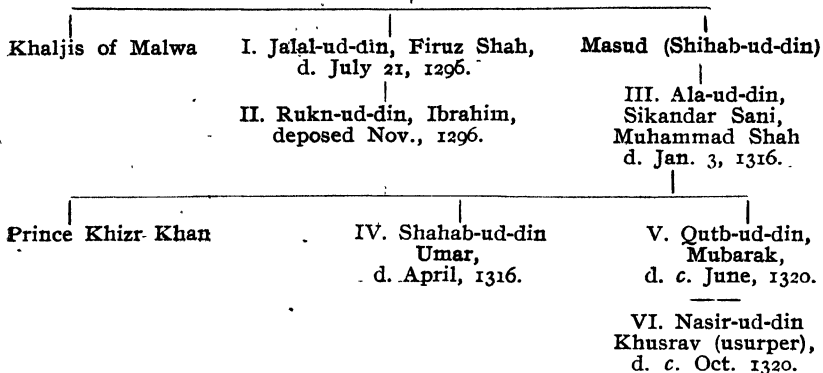 Khaljis of Malwa
I. Jalal-ud-din, Firuz Shah,
d. July 21, 1296.
Masud (Shihab-ud-din)
II. Rukn-ud-din, Ibrahim,
deposed Nov., 1296.
III. Ala-ud-din,
Sikandar Sani,
Muhammad Shah
d. Jan. 3, 1316.
Prince Khizr Khan
IV. Shahab-ud-din
Umar,
d. April, 1316.
V. Qutb-ud-din,
Mubarak,
d. c. June, 1320.
VI. Nasir-ud-din
Khusrav (usurper),
d. c. Oct. 1320.